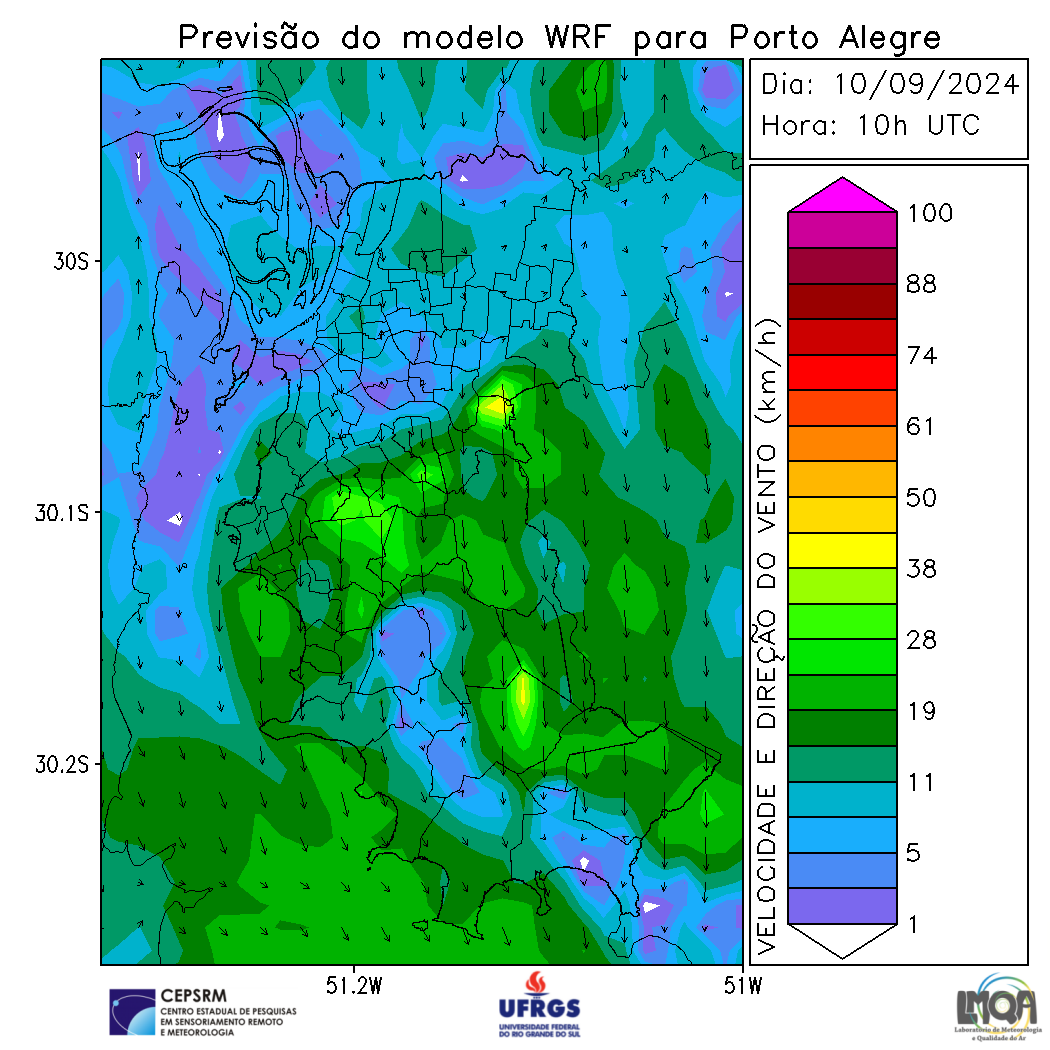 Previsão do modelo WRF para Porto Alegre
Dia: 10/09/2024
Hora: 10h UTC
30S
30.1S
30.2S
51.2W
51W
VELOCIDADE E DIREÇÃO DO VENTO (km/h)
100
88
74
61
50
38
28
19
11
5
1
CEPSRM
CENTRO ESTADUAL DE PESQUISAS
EM SENSORIAMENTO REMOTO
E METEOROLOGIA
UFRGS
UNIVERSIDADE FEDERAL
DO RIO GRANDE DO SUL
LMQA
Laboratório de Meteorologia
e Qualidade do Ar